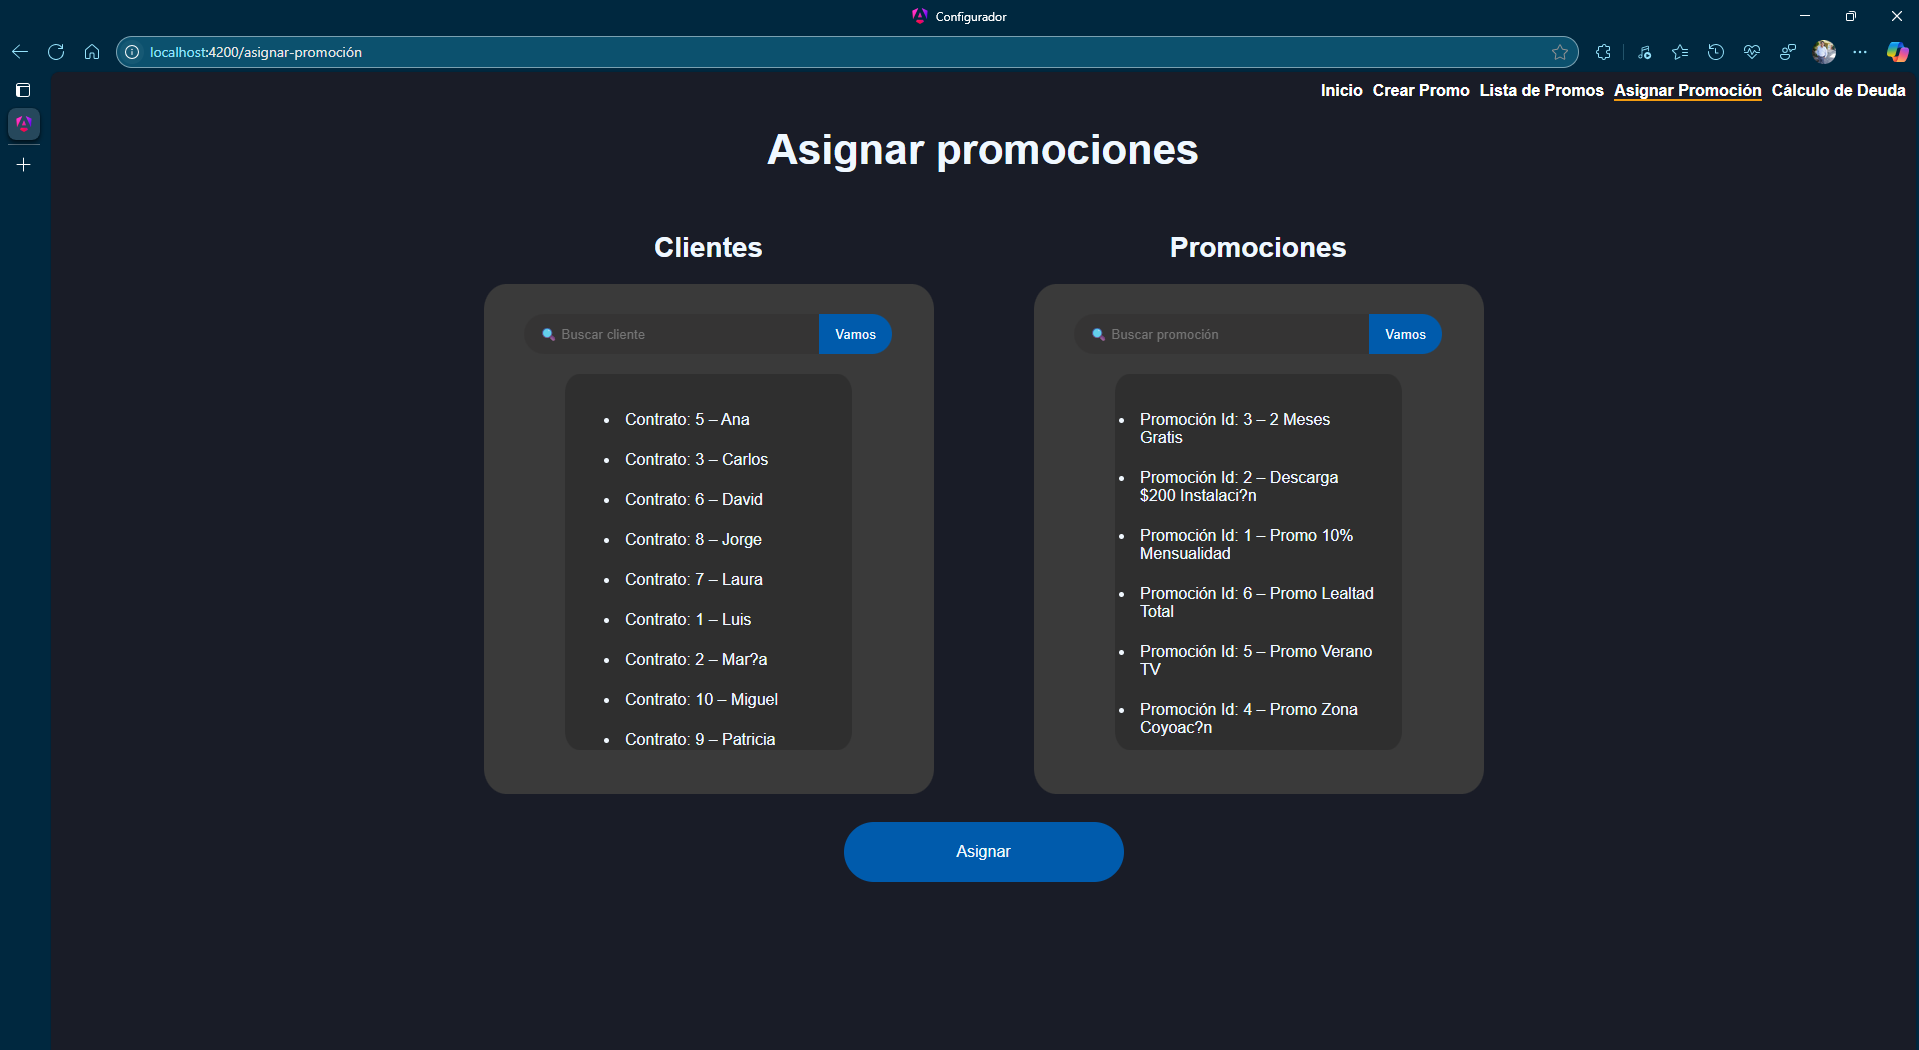 Configurador
localhost:4200/asignar-promoción
Inicio Crear Promo Lista de Promos Asignar Promoción Cálculo de Deuda
Asignar promociones
Clientes
Buscar cliente Vamos
Contrato: 5 – Ana
Contrato: 3 – Carlos
Contrato: 6 – David
Contrato: 8 – Jorge
Contrato: 7 – Laura
Contrato: 1 – Luis
Contrato: 2 – Mar?a
Contrato: 10 – Miguel
Contrato: 9 – Patricia
Promociones
Buscar promoción Vamos
Promoción Id: 3 – 2 Meses
Gratis
Promoción Id: 2 – Descarga
$200 Instalaci?n
Promoción Id: 1 – Promo 10%
Mensualidad
Promoción Id: 6 – Promo Lealtad
Total
Promoción Id: 5 – Promo Verano
TV
Promoción Id: 4 – Promo Zona
Coyoac?n
Asignar